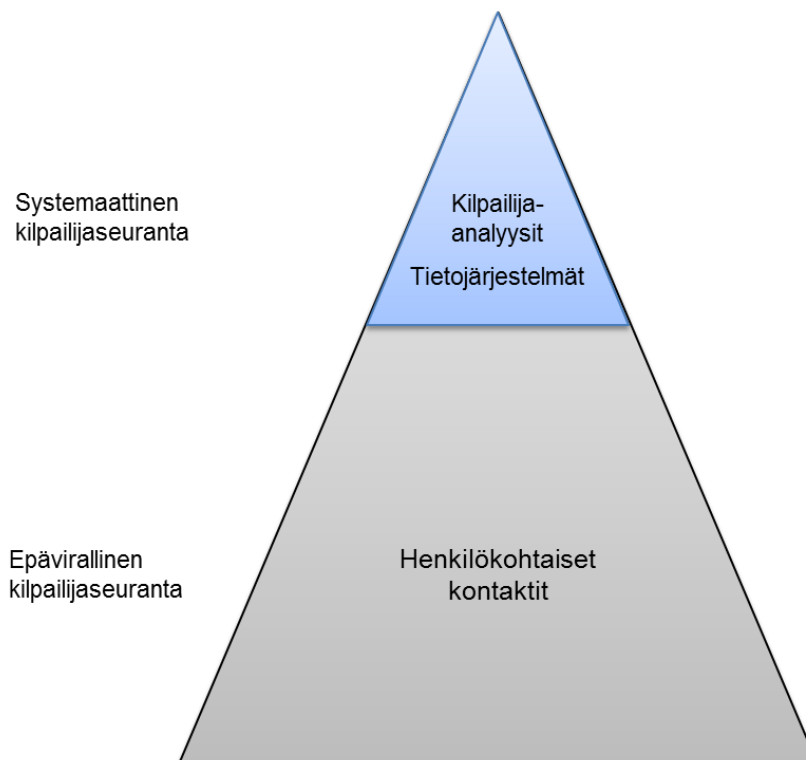 Systemaattinen
kilpailijaseuranta
Kilpailija-
analyysit
Tietojärjestelmät
Epävirallinen
kilpailijaseuranta
Henkilökohtaiset
kontaktit